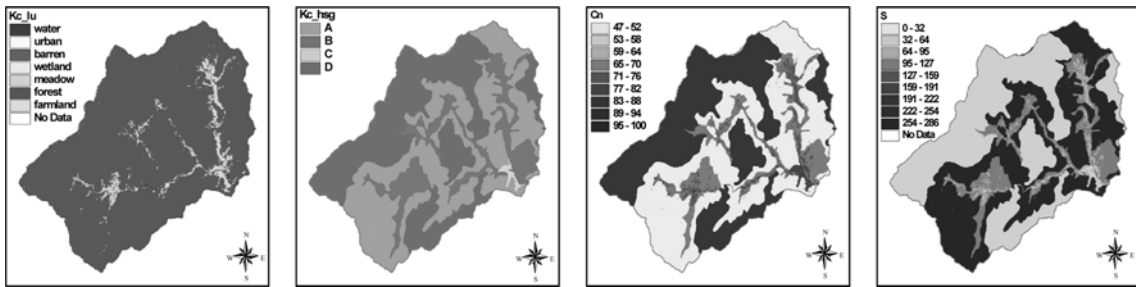 Kc_lu
water
urban
barren
wetland
meadow
forest
farmland
No Data
N
W E
S
Kc_hsg
A
B
C
D
N
W E
S
Cn
47 - 52
53 - 58
59 - 64
65 - 70
71 - 76
77 - 82
83 - 88
89 - 94
95 - 100
N
W E
S
S
0 - 32
32 - 64
64 - 95
95 - 127
127 - 159
159 - 191
191 - 222
222 - 254
254 - 286
No Data
N
W E
S